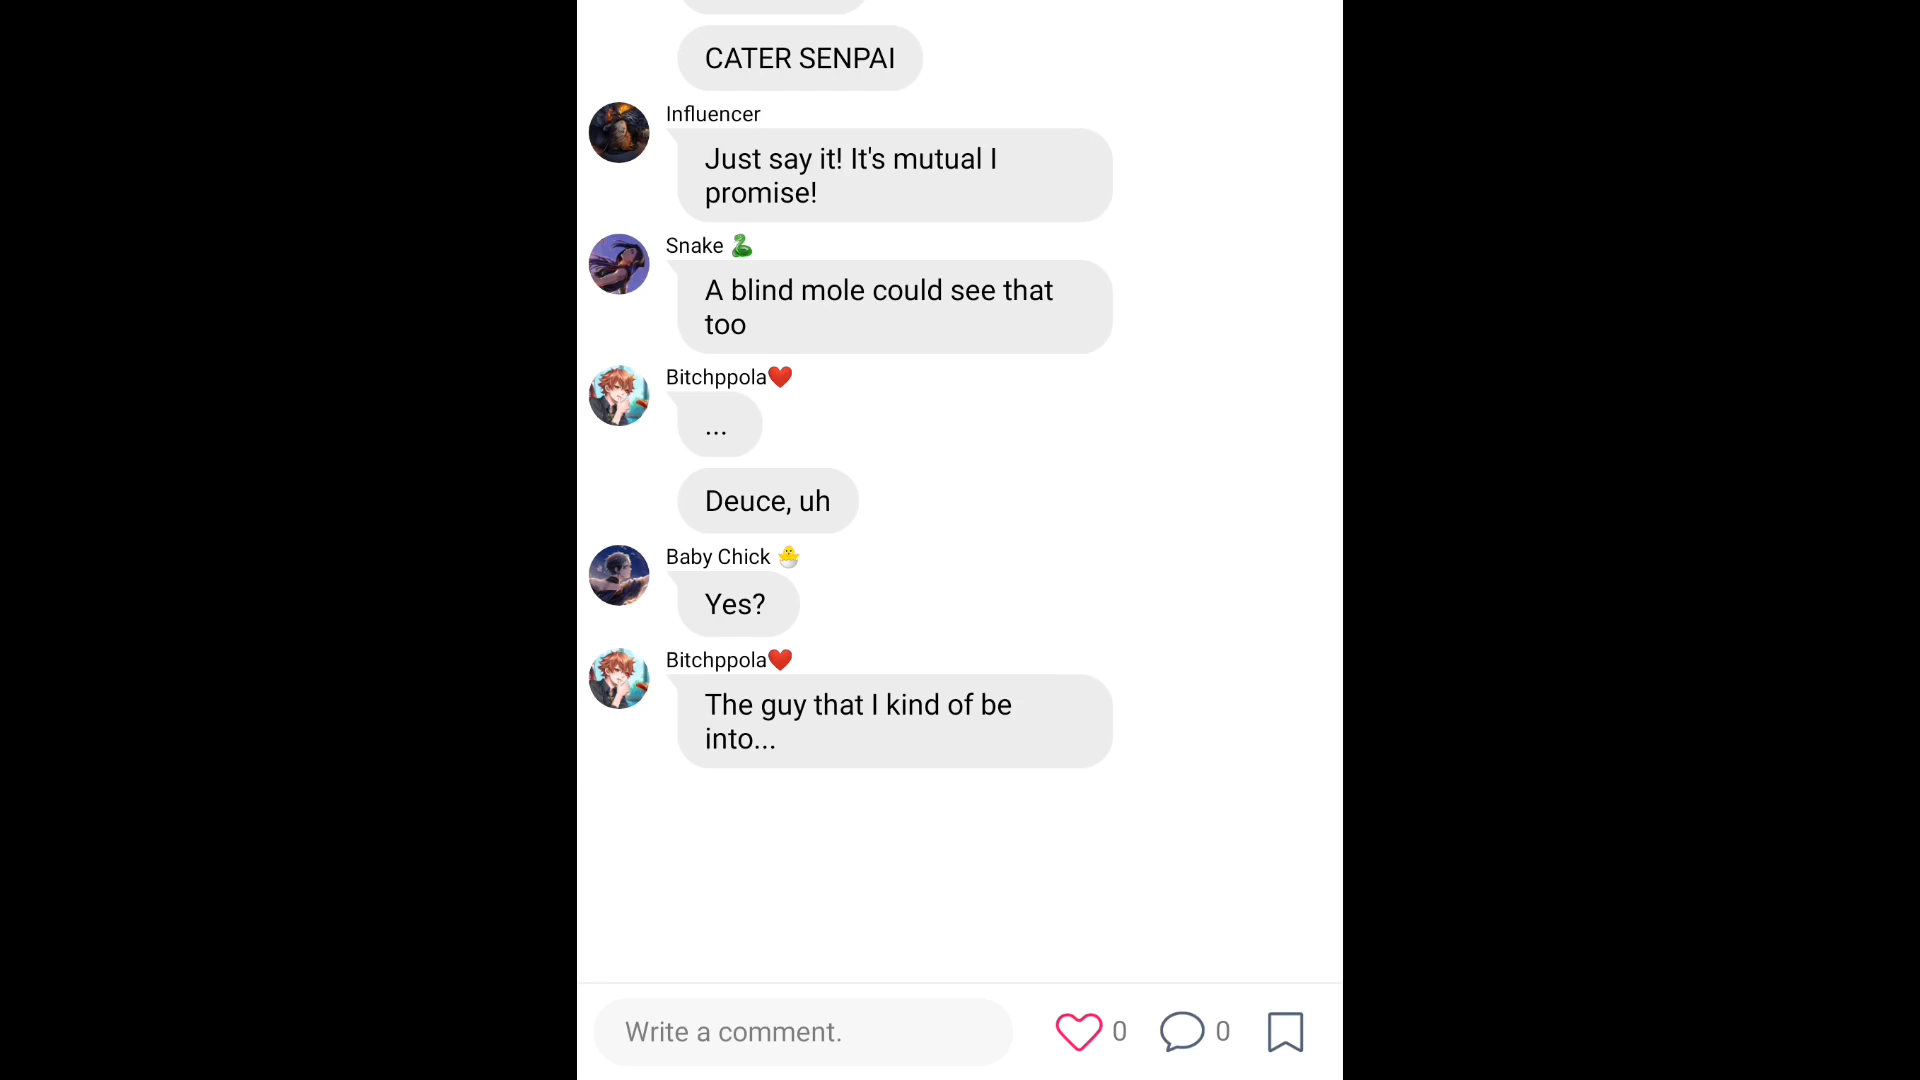 CATER SENPAI
Influencer
Just say it! It's mutual I
promise!
Snake 🐍
A blind mole could see that
too
Bitchppola❤️
...
Deuce, uh
Baby Chick 🐣
Yes?
Bitchppola❤️
The guy that I kind of be
into...
Write a comment.
0
0